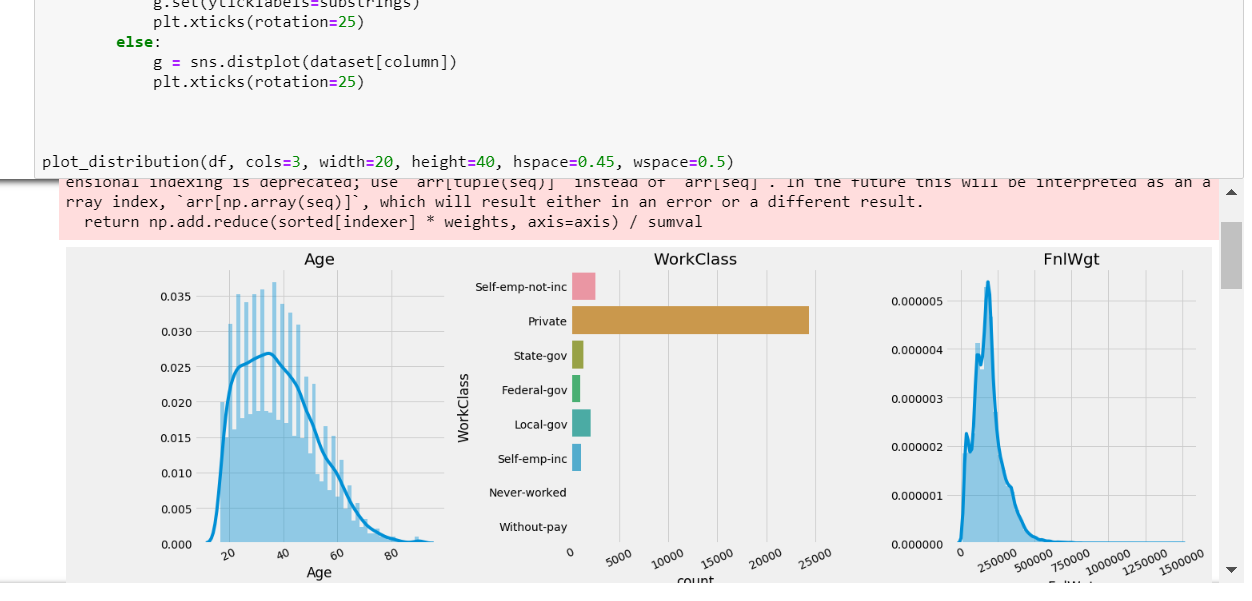 g.set(yticklabels=substrings)
plt.xticks(rotation=25)
else:
g = sns.distplot(dataset[column])
plt.xticks(rotation=25)
plot_distribution(df, cols=3, width=20, height=40, hspace=0.45, wspace=0.5)
ensional indexing is deprecated; use `arr[tuple(seq)]` instead of `arr[seq]`. In the future this will be interpreted as an a
rray index, `arr[np.array(seq)]`, which will result either in an error or a different result.
return np.add.reduce(sorted[indexer] * weights, axis=axis) / sumval
Age
0.035
0.030
0.025
0.020
0.015
0.010
0.005
0.000
20 40 60 80
Age
WorkClass
WorkClass
Self-emp-not-inc
Private
State-gov
Federal-gov
Local-gov
Self-emp-inc
Never-worked
Without-pay
0 5000 10000 15000 20000 25000
count
FnlWgt
0.000005
0.000004
0.000003
0.000002
0.000001
0.000000
0 250000 500000 750000 1000000 1250000 1500000
FnlWgt